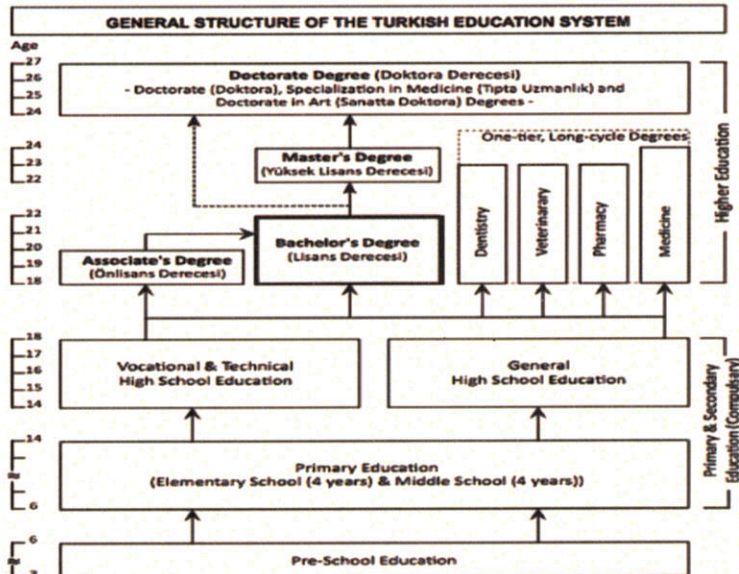 GENERAL STRUCTURE OF THE TURKISH EDUCATION SYSTEM
Age
27
26
25
24
Doctorate Degree (Doktora Derecesi)
- Doctorate (Doktora), Specialization in Medicine (Tıpta Uzmanlık) and
Doctorate in Art (Sanatta Doktora) Degrees -
24
23
22
Master's Degree
(Yüksek Lisans Derecesi)
One-tier, Long-cycle Degrees
Higher Education
22
21
20
19
18
Associate's Degree
(Önlisans Derecesi)
Bachelor's Degree
(Lisans Derecesi)
Dentistry
Veterinarary
Pharmacy
Medicine
18
17
16
15
14
Vocational & Technical
High School Education
General
High School Education
Primary & Secondary
Education (Compulsary)
14
≈
6
Primary Education
(Elementary School (4 years) & Middle School (4 years))
6
≈
Pre-School Education